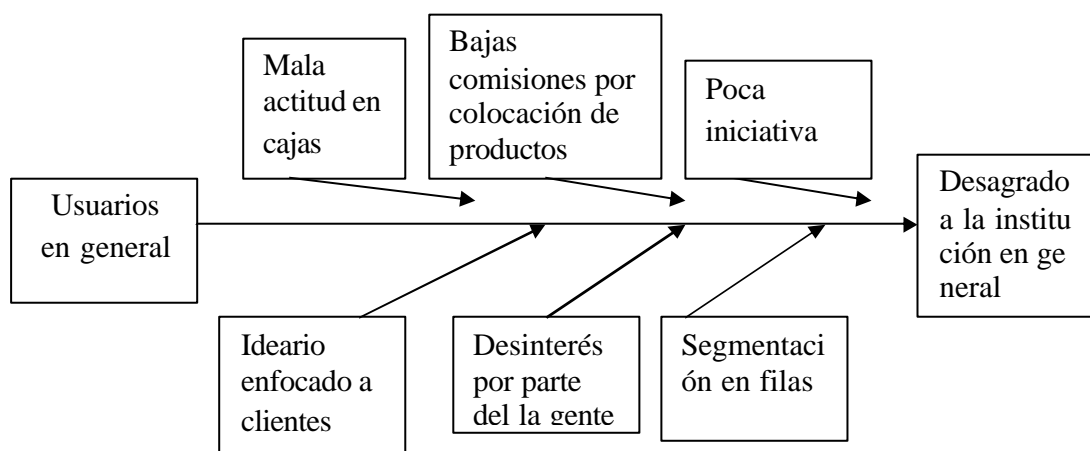 Mala
actitud en
cajas
Bajas
comisiones por
colocación de
productos
Poca
iniciativa
Usuarios
en general
Desagrado
a la institu
ción en ge
neral
Ideario
enfocado a
clientes
Desinterés
por parte
del la gente
Segmentaci
ón en filas